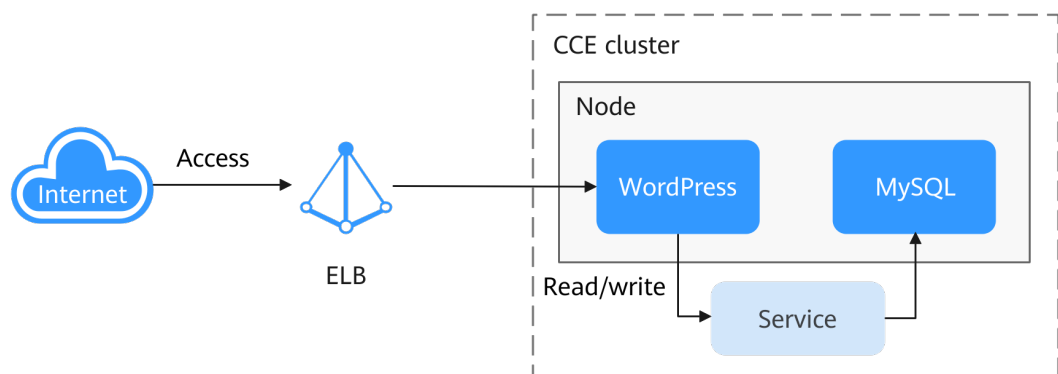 CCE cluster
Node
Access
Internet
WordPress
MySQL
ELB
Read/write
Service